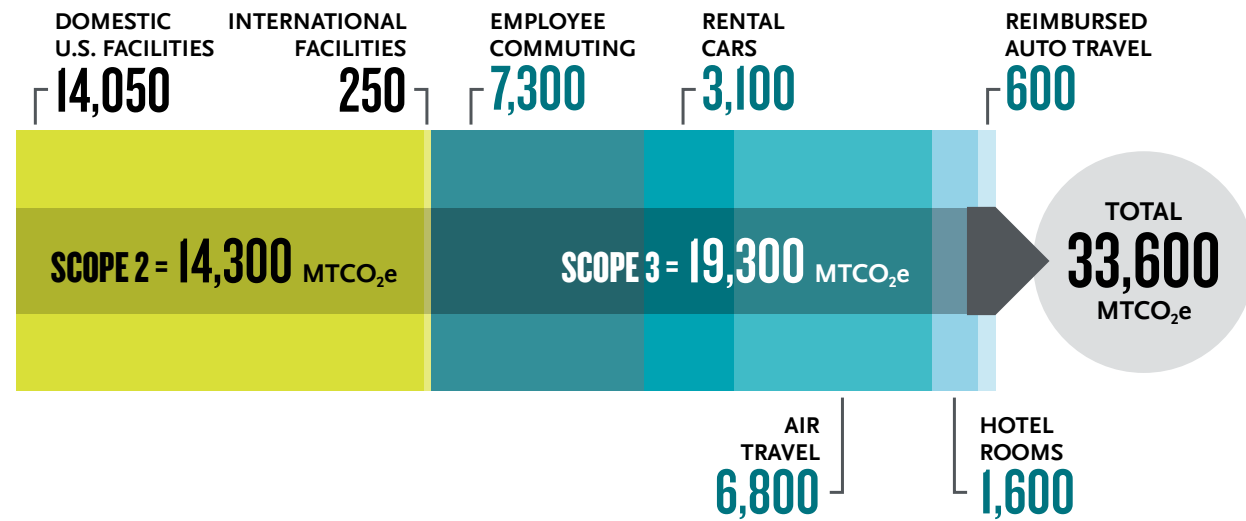 DOMESTIC
U.S. FACILITIES
14,050
INTERNATIONAL
FACILITIES
250
EMPLOYEE
COMMUTING
7,300
RENTAL
CARS
3,100
REIMBURSED
AUTO TRAVEL
600
SCOPE 2 = 14,300 MTCO₂e
SCOPE 3 = 19,300 MTCO₂e
TOTAL
33,600
MTCO₂e
AIR
TRAVEL
6,800
HOTEL
ROOMS
1,600